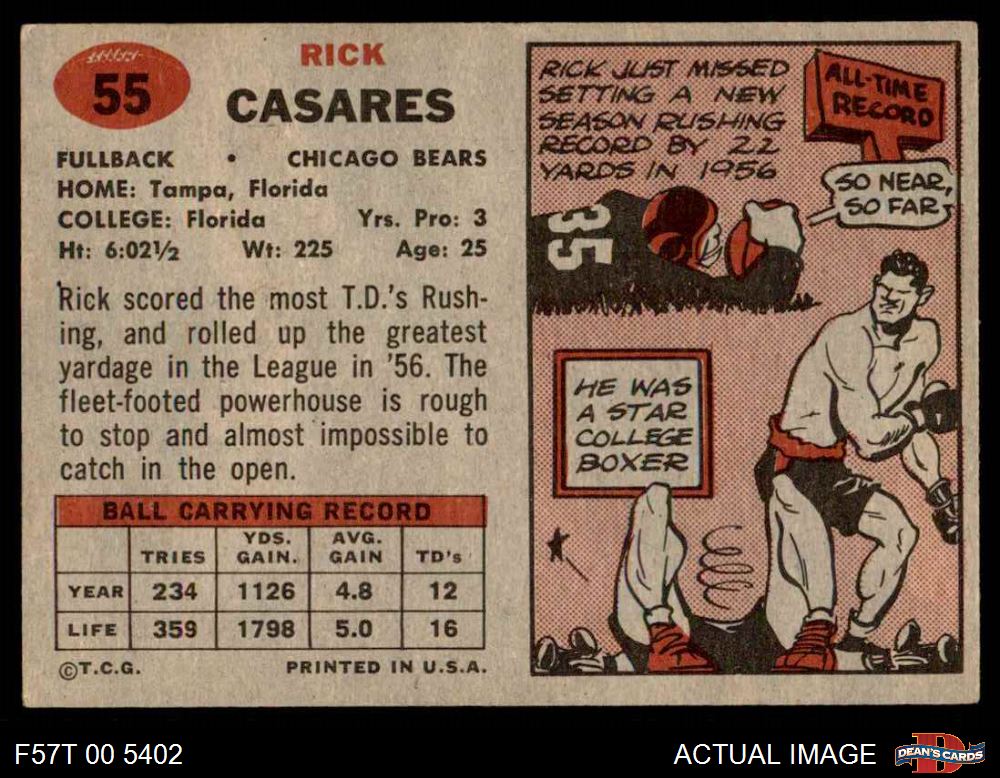 55
RICK
CASARES
FULLBACK • CHICAGO BEARS
HOME: Tampa, Florida
COLLEGE: Florida Yrs. Pro: 3
Ht: 6:02½ Wt: 225 Age: 25
Rick scored the most T.D.'s Rush-
ing, and rolled up the greatest
yardage in the League in '56. The
fleet-footed powerhouse is rough
to stop and almost impossible to
catch in the open.
BALL CARRYING RECORD
TRIES YDS. GAIN. AVG. GAIN TD's
YEAR 234 1126 4.8 12
LIFE 359 1798 5.0 16
©T.C.G. PRINTED IN U.S.A.
RICK JUST MISSED
SETTING A NEW
SEASON RUSHING
RECORD BY 22
YARDS IN 1956
ALL-TIME
RECORD
SO NEAR,
SO FAR
35
HE WAS
A STAR
COLLEGE
BOXER
F57T 00 5402
ACTUAL IMAGE
D
DEAN'S CARDS